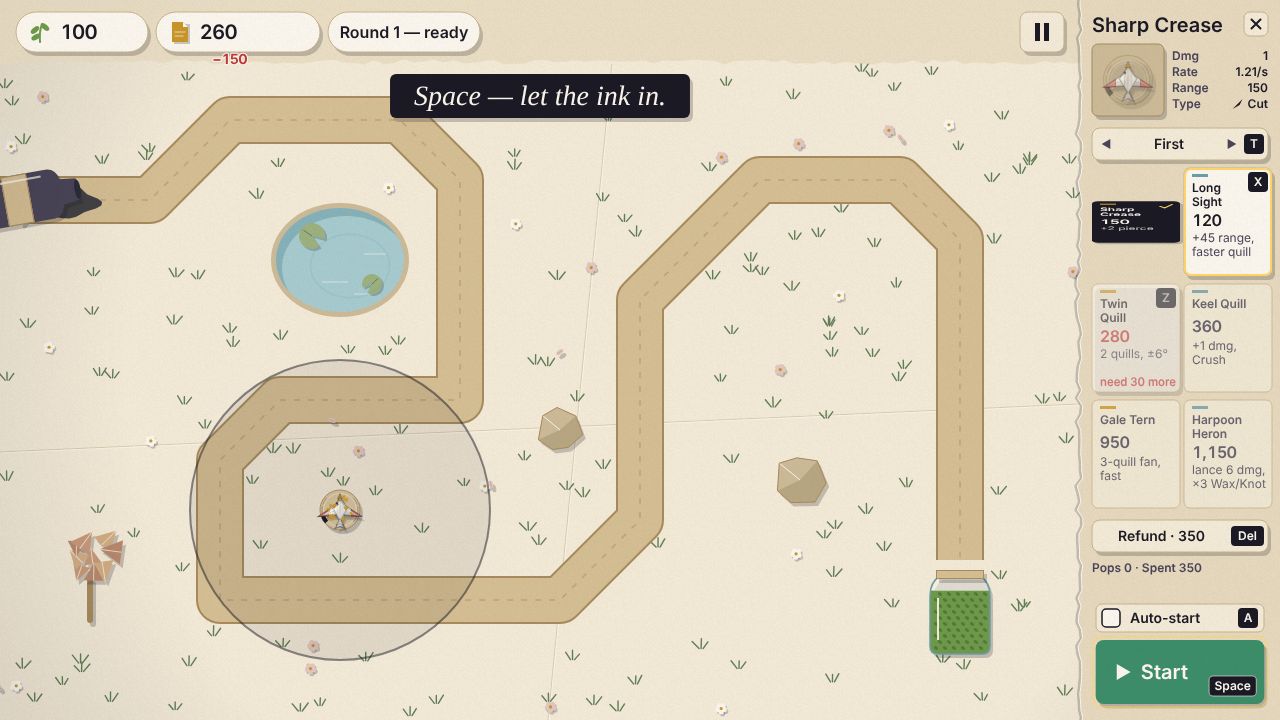 100
260
Round 1 — ready
−150
Space — let the ink in.
Sharp Crease
Dmg 1
Rate 1.21/s
Range 150
Type Cut
First T
Sharp
Crease
150
+2 pierce
Long
Sight
X
120
+45 range,
faster quill
Twin
Quill
Z
280
2 quills, ±6°
need 30 more
Keel Quill
360
+1 dmg,
Crush
Gale Tern
950
3-quill fan,
fast
Harpoon
Heron
1,150
lance 6 dmg,
×3 Wax/Knot
Refund · 350 Del
Pops 0 · Spent 350
Auto-start A
Start
Space